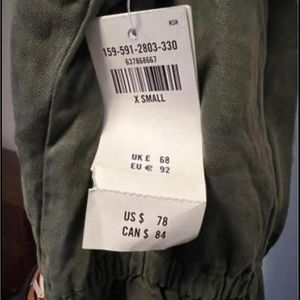 159-591-2803-330
637868667
X SMALL
UK £ 68
EU € 92
US $ 78
CAN $ 84